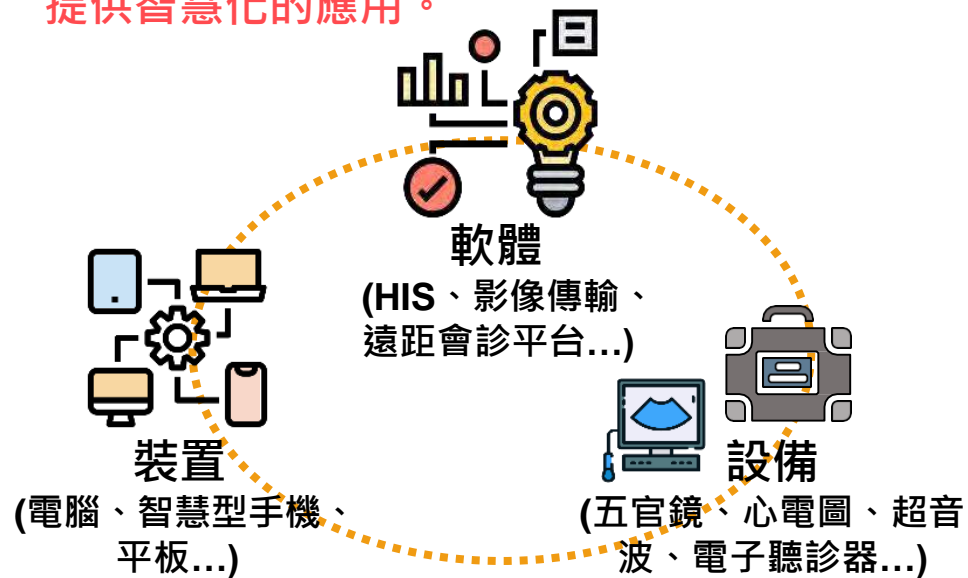 提供智慧化的應用。
軟體
(HIS、影像傳輸、
遠距會診平台...)
裝置
(電腦、智慧型手機、
平板...)
設備
(五官鏡、心電圖、超音
波、電子聽診器...)